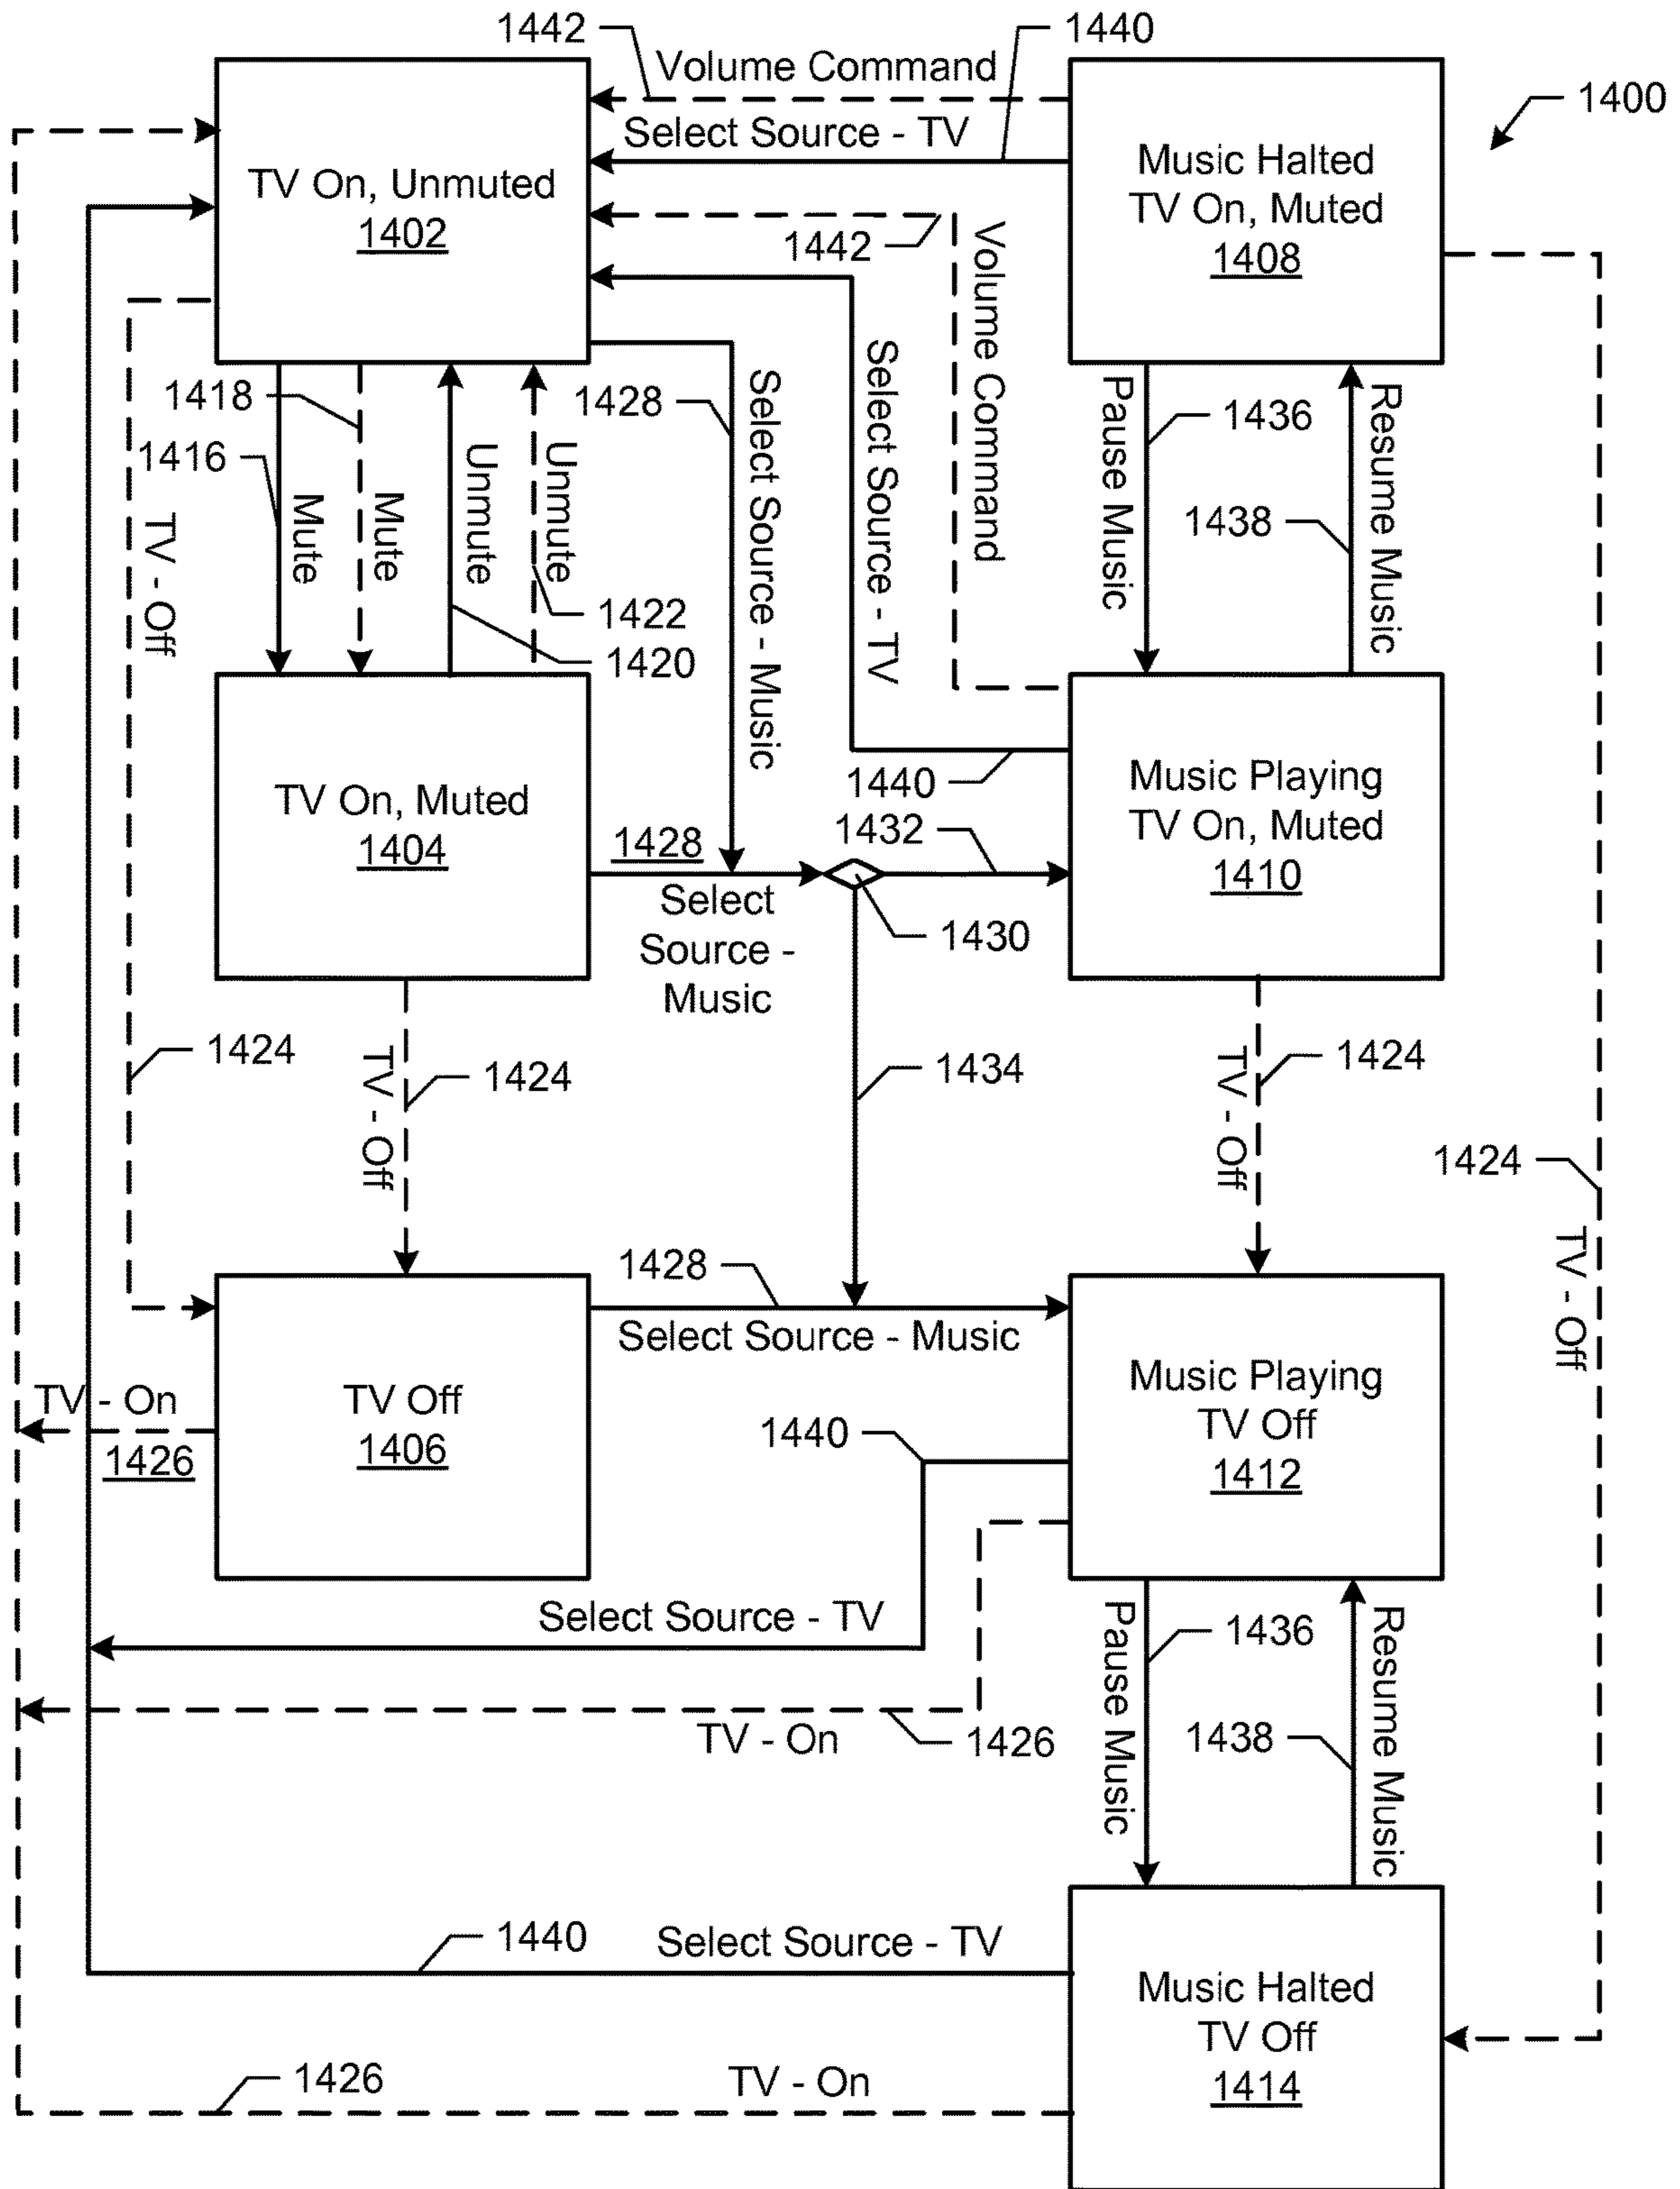 1442
1440
Volume Command
1400
Select Source - TV
TV On, Unmuted
1402
Music Halted
TV On, Muted
1408
1442
Volume Command
Select Source - TV
1418
1428
Select Source - Music
1416
Mute
Mute
Unmute
Unmute
Pause Music
1436
Resume Music
1438
TV - Off
1422
1420
TV On, Muted
1404
1440
Music Playing
TV On, Muted
1410
1428
1432
Select
Source -
Music
1430
1424
TV - Off
1424
1434
TV - Off
1424
1424
TV - Off
1428
Select Source - Music
TV - On
1426
TV Off
1406
Music Playing
TV Off
1412
1440
Select Source - TV
Pause Music
1436
Resume Music
1438
TV - On
1426
1440
Select Source - TV
Music Halted
TV Off
1414
1426
TV - On